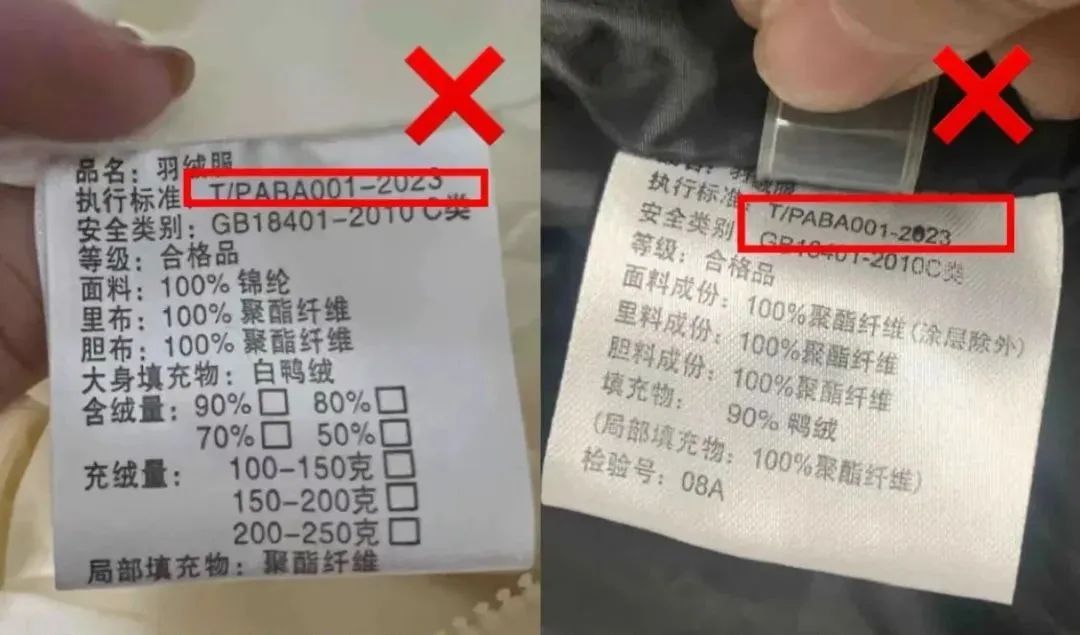 品名：羽绒服
执行标准：T/PABA001-2023
安全类别：GB18401-2010 C类
等级：合格品
面料：100% 锦纶
里布：100% 聚酯纤维
胆布：100% 聚酯纤维
大身填充物：白鸭绒
含绒量：90%□ 80%□
70%□ 50%□
充绒量：100-150克□
150-200克□
200-250克□
局部填充物：聚酯纤维
名：羽绒服
执行标准：T/PABA001-2023
安全类别 GB18401-2010C类
等级：合格品
面料成份：100%聚酯纤维(涂层除外)
里料成份：100%聚酯纤维
胆料成份：100%聚酯纤维
填充物：90% 鸭绒
(局部填充物：100%聚酯纤维)
检验号：08A